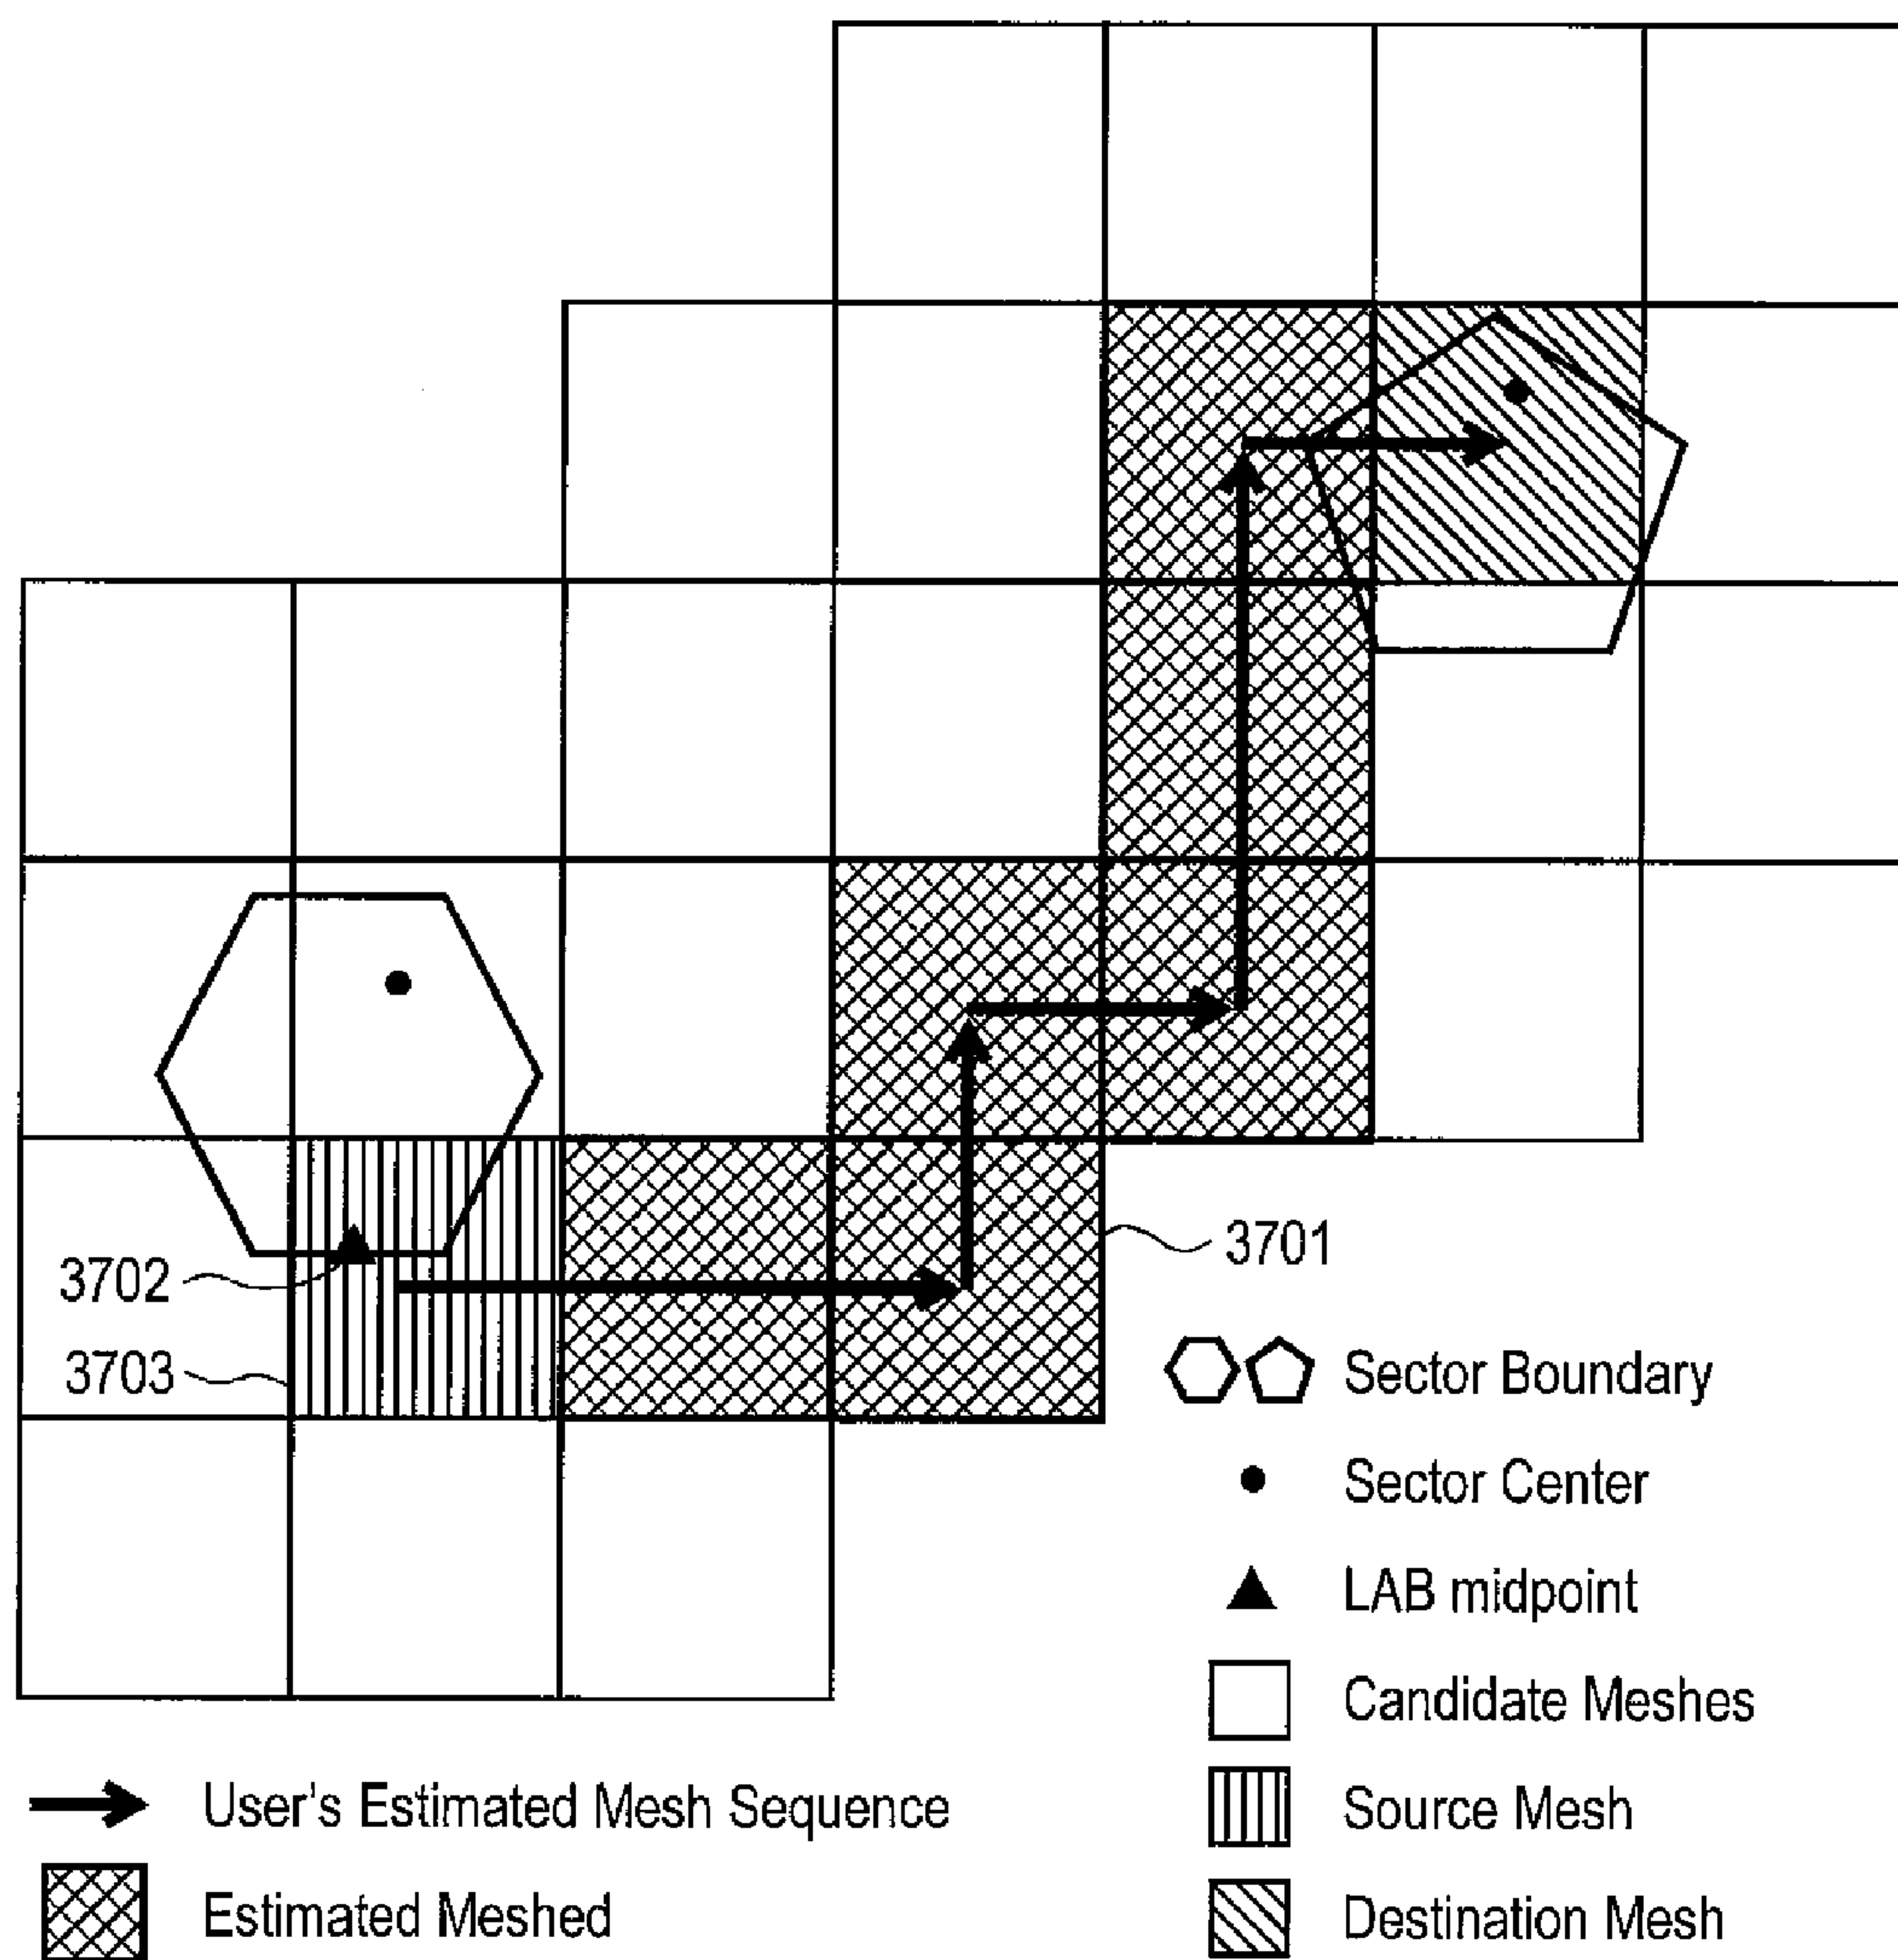 3702
3703
3701
Sector Boundary
Sector Center
LAB midpoint
Candidate Meshes
Source Mesh
Destination Mesh
User's Estimated Mesh Sequence
Estimated Meshed